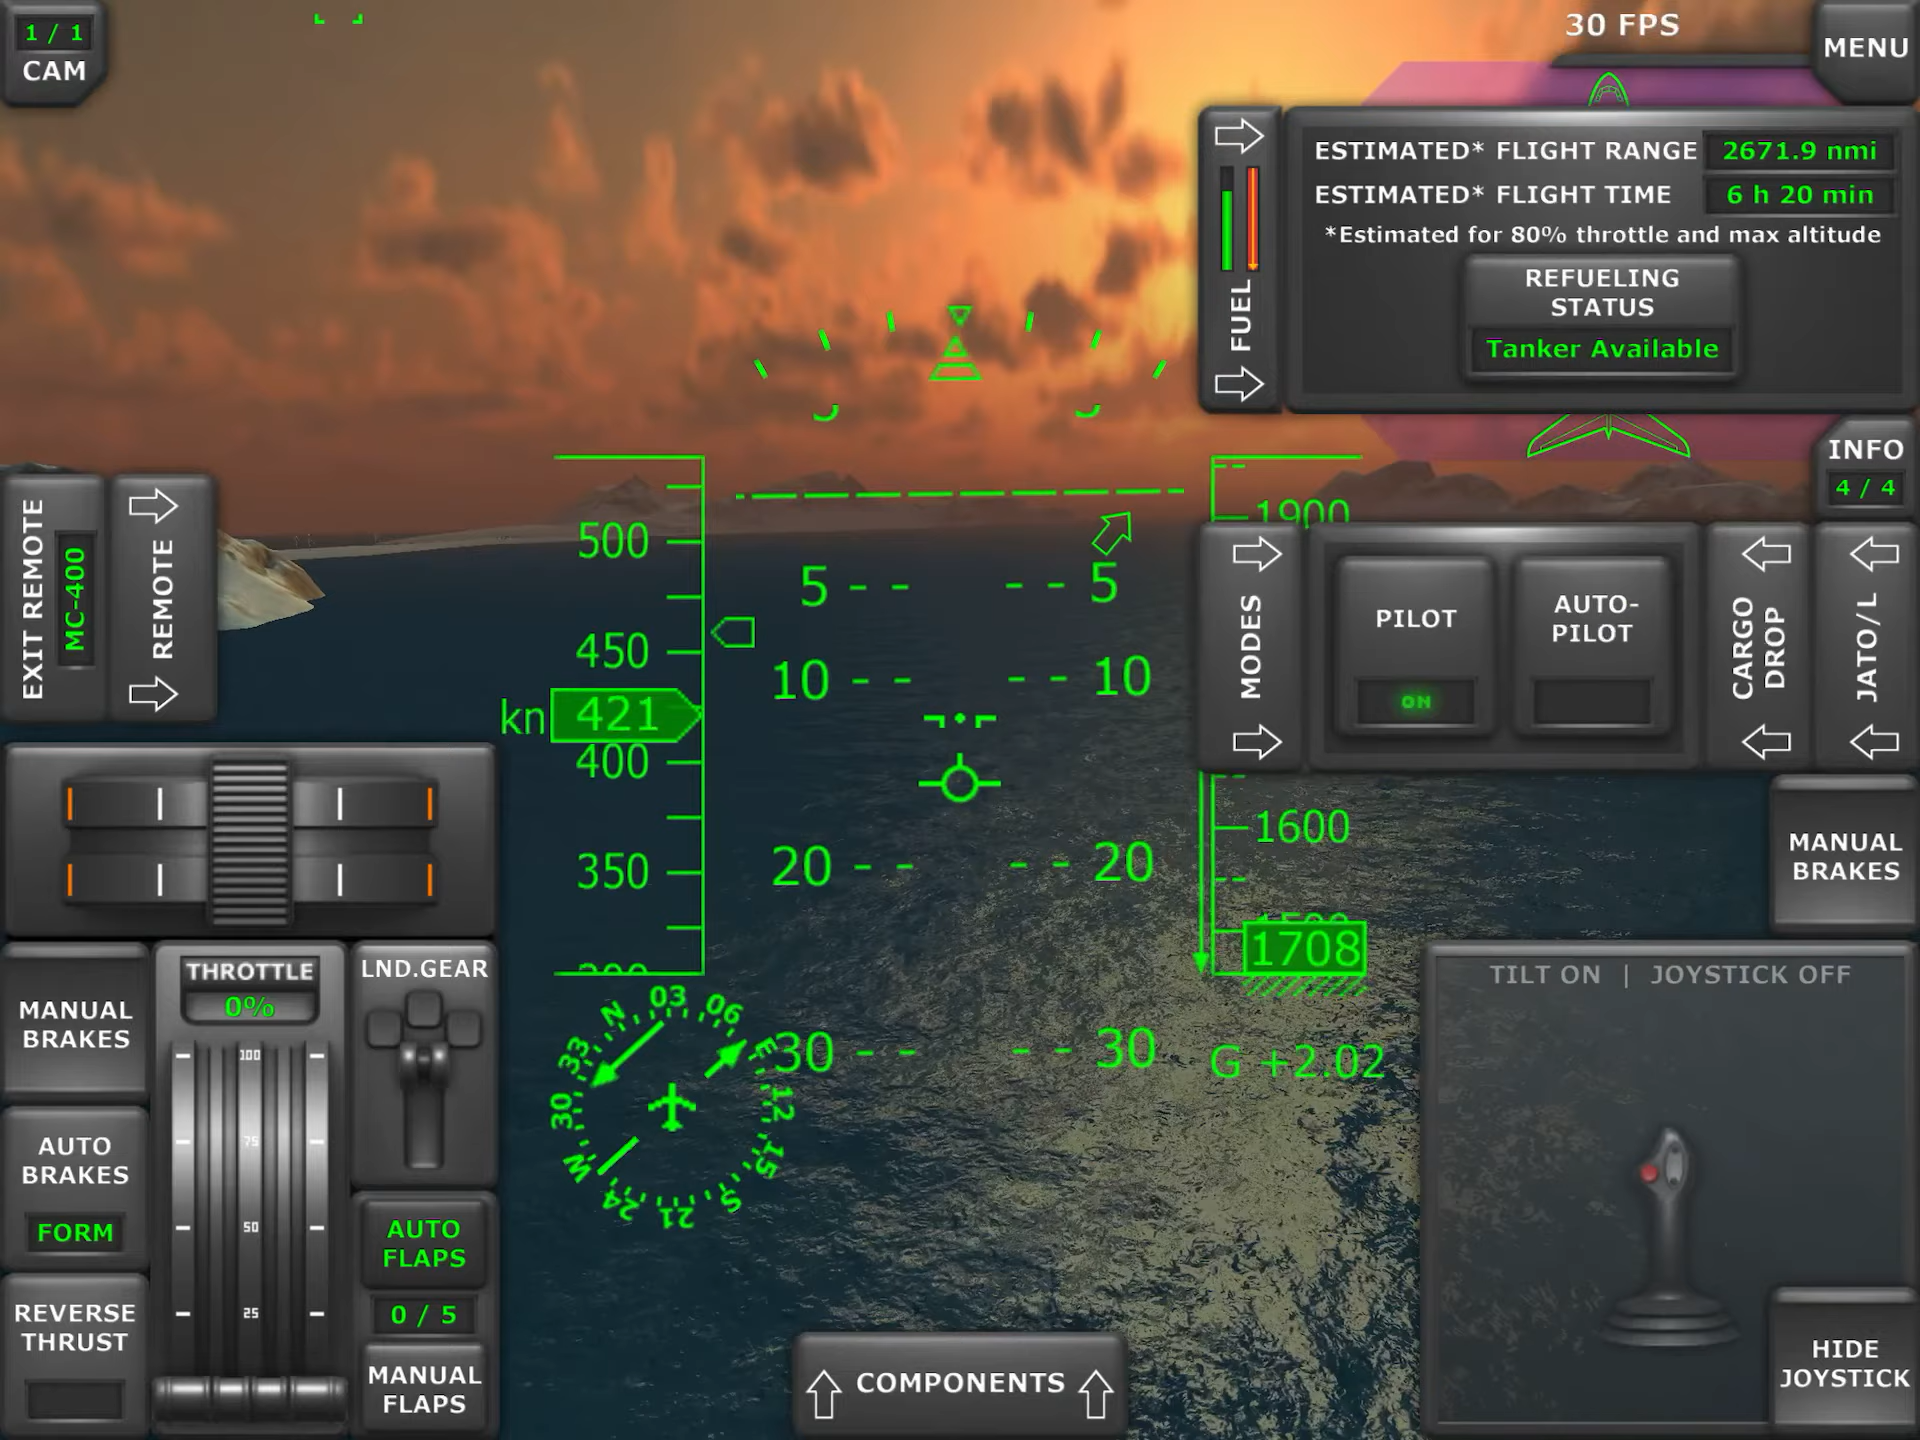 1 / 1
CAM
30 FPS
MENU
ESTIMATED* FLIGHT RANGE 2671.9 nmi
ESTIMATED* FLIGHT TIME 6 h 20 min
*Estimated for 80% throttle and max altitude
REFUELING
STATUS
Tanker Available
FUEL
INFO
4 / 4
EXIT REMOTE
MC-400
REMOTE
500
450
kn 421
400
350
5 5
10 10
20 20
30 30
1900
1600
1708
G +2.02
MODES
PILOT
ON
AUTO-
PILOT
CARGO
DROP
JATO/L
MANUAL
BRAKES
TILT ON | JOYSTICK OFF
HIDE
JOYSTICK
MANUAL
BRAKES
AUTO
BRAKES
FORM
REVERSE
THRUST
THROTTLE
0%
100
75
50
25
LND.GEAR
AUTO
FLAPS
0 / 5
MANUAL
FLAPS
N 03 06 E 12 15 S 21 24 W 30 33
COMPONENTS